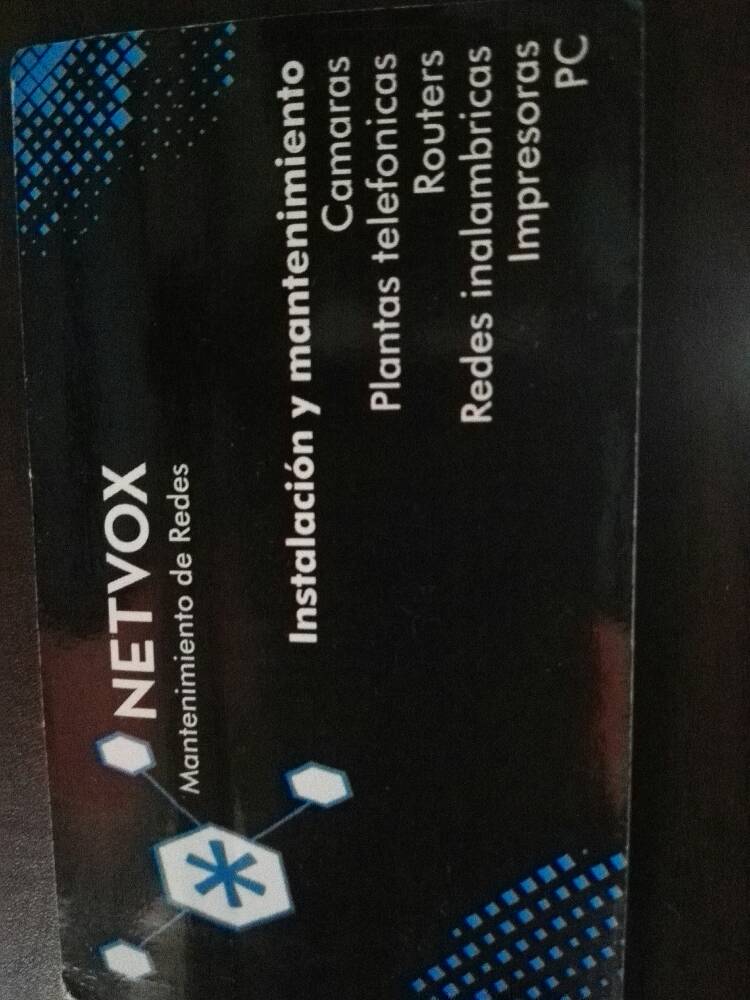 NETVOX
Mantenimiento de Redes
Instalación y mantenimiento
Camaras
Plantas telefonicas
Routers
Redes inalambricas
Impresoras
PC